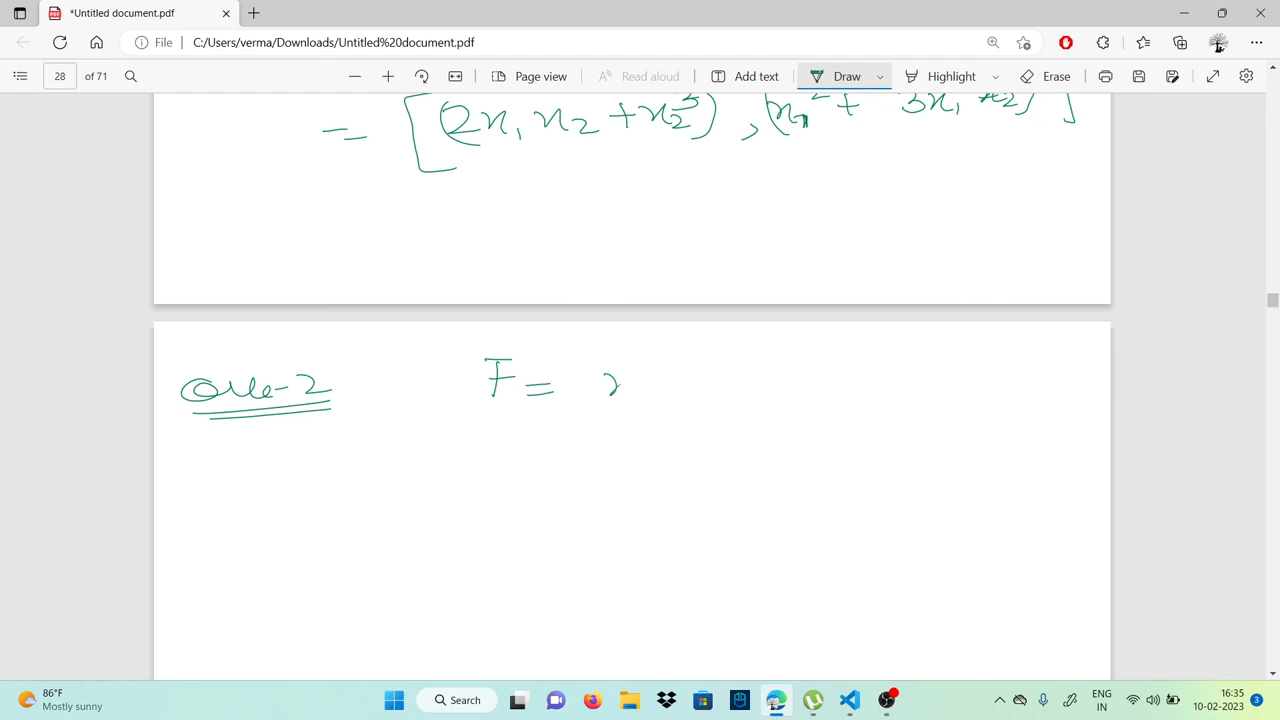 *Untitled document.pdf
File C:/Users/verma/Downloads/Untitled%20document.pdf
28 of 71 Page view Read aloud Add text Draw Highlight Erase
= [(2x₁x₂ + x₂³), (x₁² + 3x₁ x₂)]
Que-2 F =
86°F
Mostly sunny
Search
ENG
IN
16:35
10-02-2023
3